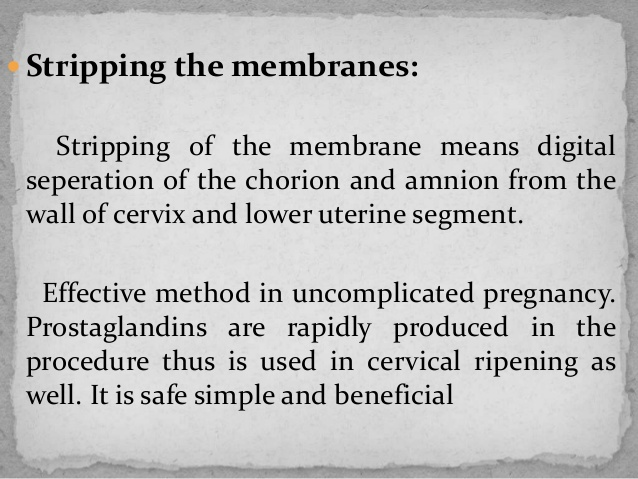 Stripping the membranes:
Stripping of the membrane means digital
seperation of the chorion and amnion from the
wall of cervix and lower uterine segment.
Effective method in uncomplicated pregnancy.
Prostaglandins are rapidly produced in the
procedure thus is used in cervical ripening as
well. It is safe simple and beneficial